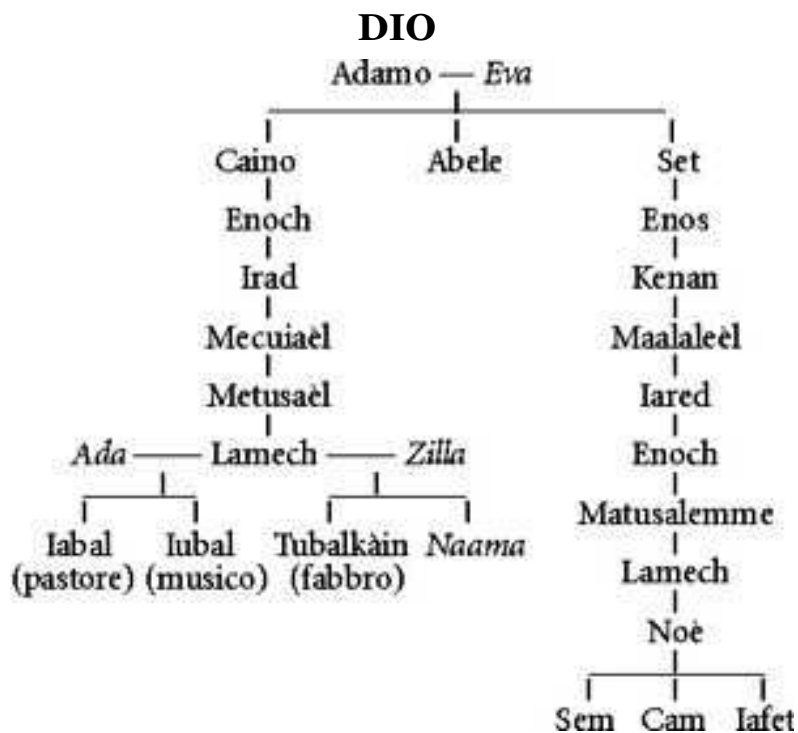 DIO
Adamo — Eva
Caino Abele Set
Enoch Enos
Irad Kenan
Mecuiaèl Maalaleèl
Metusaèl Iared
Ada — Lamech — Zilla Enoch
Iabal Iubal Tubalkàin Naama Matusalemme
(pastore) (musico) (fabbro) Lamech
Noè
Sem Cam Iafet